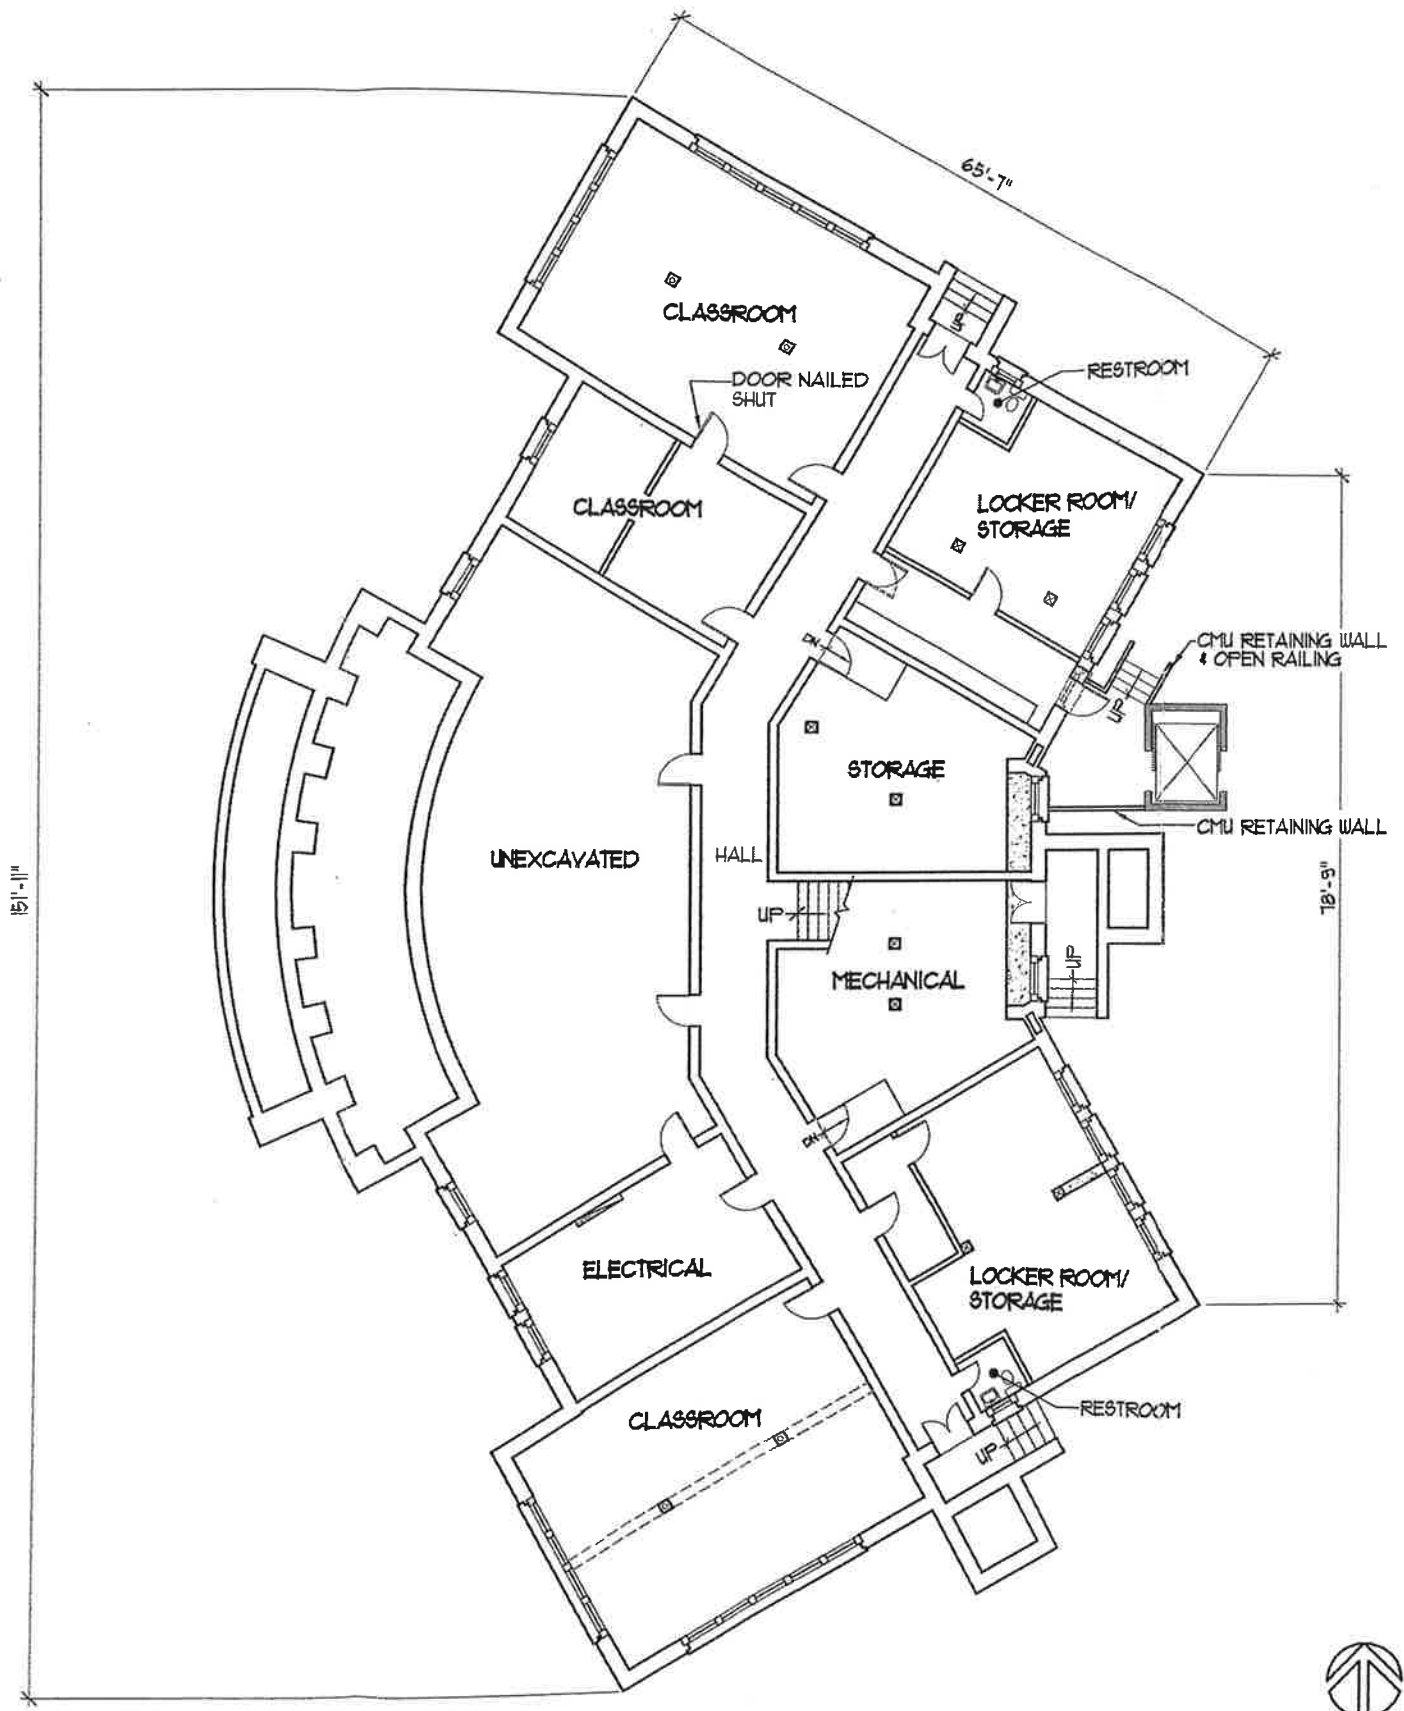 65'-7"
CLASSROOM
UP
RESTROOM
DOOR NAILED
SHUT
CLASSROOM
LOCKER ROOM/
STORAGE
DN
CMU RETAINING WALL
& OPEN RAILING
UP
STORAGE
CMU RETAINING WALL
UNEXCAVATED
HALL
151'-11"
78'-9"
UP
UP
MECHANICAL
DN
ELECTRICAL
LOCKER ROOM/
STORAGE
CLASSROOM
RESTROOM
UP